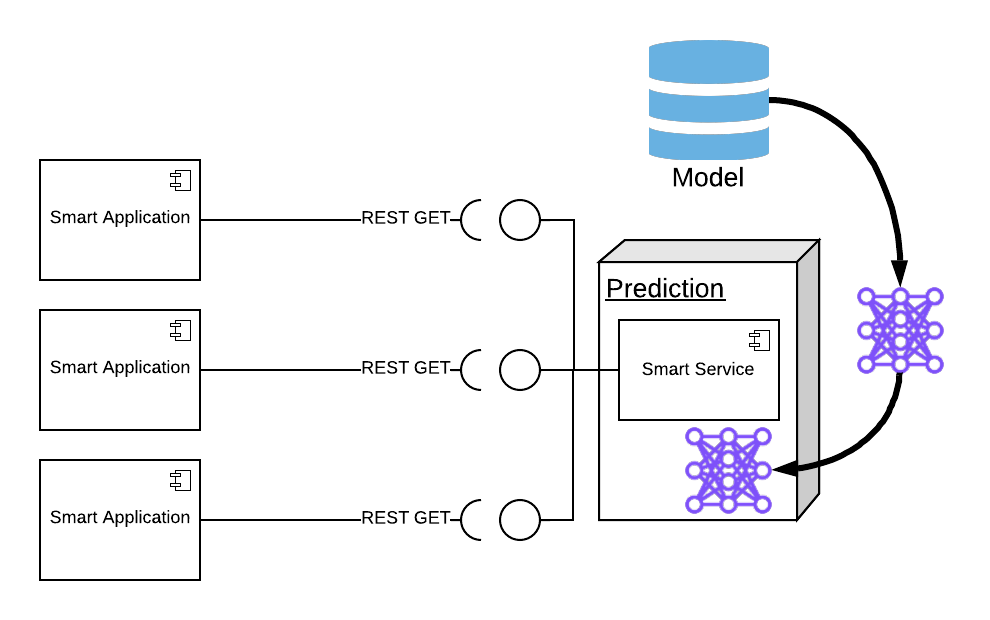 Model
Smart Application
REST GET
Prediction
Smart Application
REST GET
Smart Service
Smart Application
REST GET